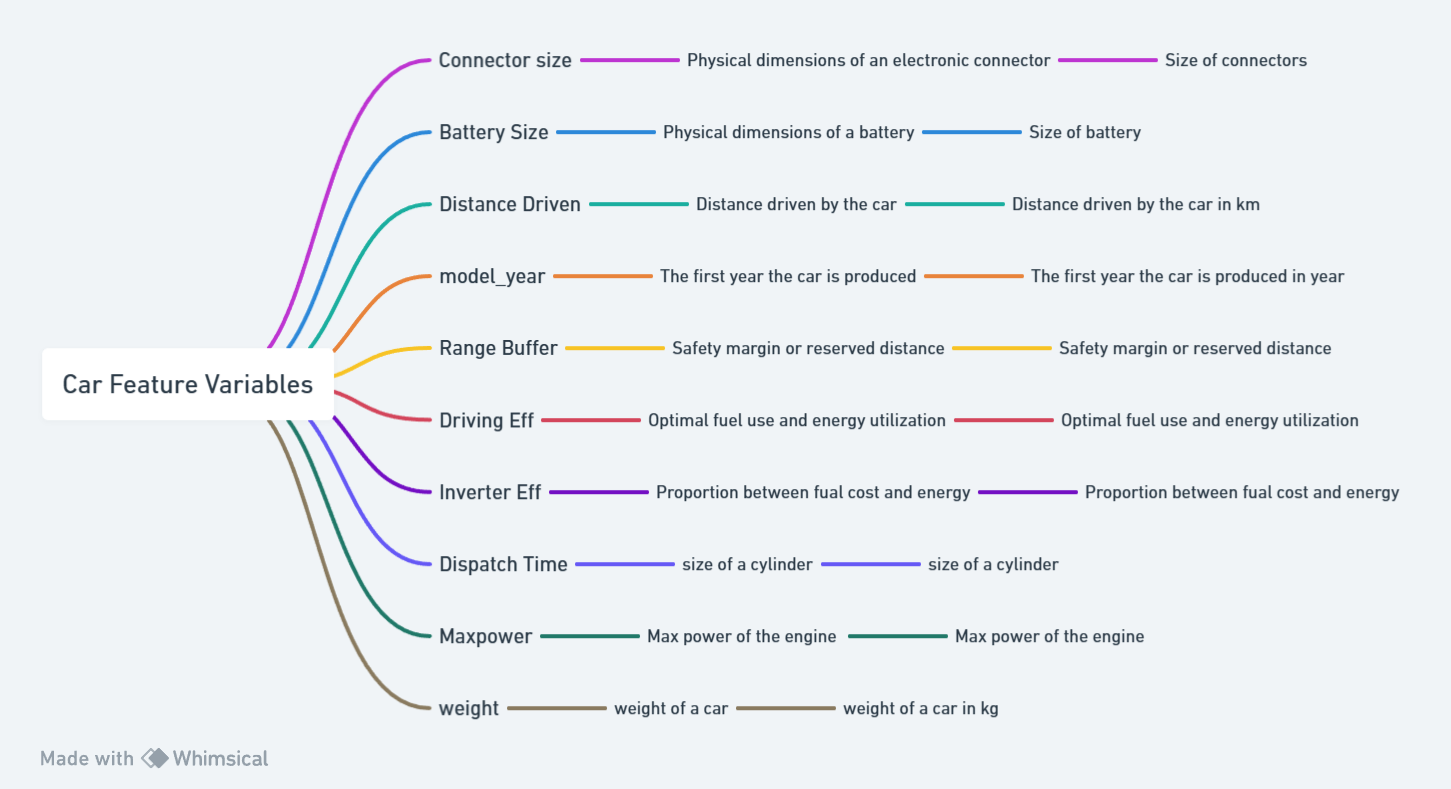 Connector size Physical dimensions of an electronic connector Size of connectors
Battery Size Physical dimensions of a battery Size of battery
Distance Driven Distance driven by the car Distance driven by the car in km
model_year The first year the car is produced The first year the car is produced in year
Range Buffer Safety margin or reserved distance Safety margin or reserved distance
Car Feature Variables
Driving Eff Optimal fuel use and energy utilization Optimal fuel use and energy utilization
Inverter Eff Proportion between fual cost and energy Proportion between fual cost and energy
Dispatch Time size of a cylinder size of a cylinder
Maxpower Max power of the engine Max power of the engine
weight weight of a car weight of a car in kg
Made with Whimsical